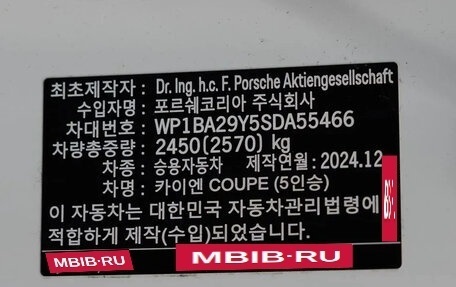 최초제작자 : Dr. Ing. h.c. F. Porsche Aktiengesellschaft
수입자명 : 포르쉐코리아 주식회사
차대번호 : WP1BA29Y5SDA55466
차량총중량 : 2450(2570) kg
차종 : 승용자동차 제작연월 : 2024.12
차명 : 카이엔 COUPE (5인승)
이 자동차는 대한민국 자동차관리법령에
적합하게 제작(수입)되었습니다.
MBIB-RU
MBIB-RU